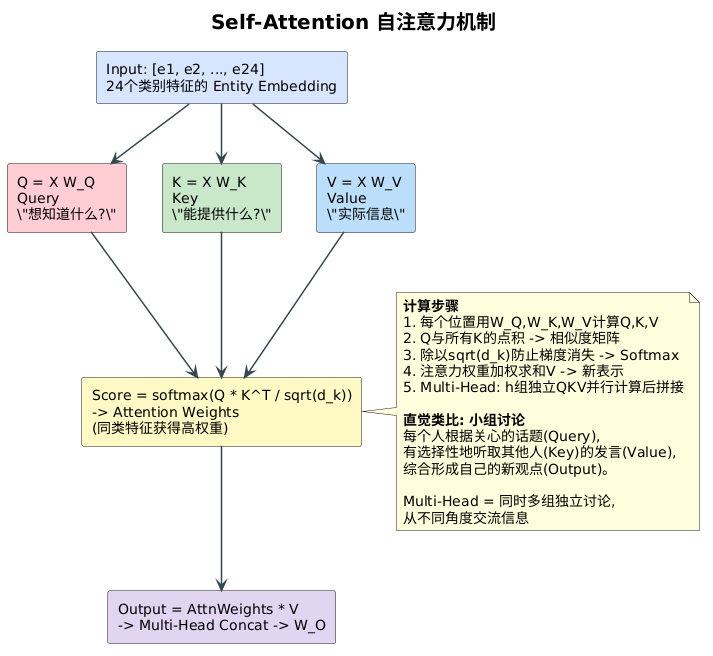 Self-Attention 自注意力机制
Input: [e1, e2, ..., e24]
24个类别特征的 Entity Embedding
Q = X W_Q
Query
\"想知道什么?\"
K = X W_K
Key
\"能提供什么?\"
V = X W_V
Value
\"实际信息\"
计算步骤
1. 每个位置用W_Q,W_K,W_V计算Q,K,V
2. Q与所有K的点积 -> 相似度矩阵
3. 除以sqrt(d_k)防止梯度消失 -> Softmax
4. 注意力权重加权求和V -> 新表示
5. Multi-Head: h组独立QKV并行计算后拼接
直觉类比: 小组讨论
每个人根据关心的话题(Query),
有选择性地听取其他人(Key)的发言(Value),
综合形成自己的新观点(Output)。
Multi-Head = 同时多组独立讨论,
从不同角度交流信息
Score = softmax(Q * K^T / sqrt(d_k))
-> Attention Weights
(同类特征获得高权重)
Output = AttnWeights * V
-> Multi-Head Concat -> W_O